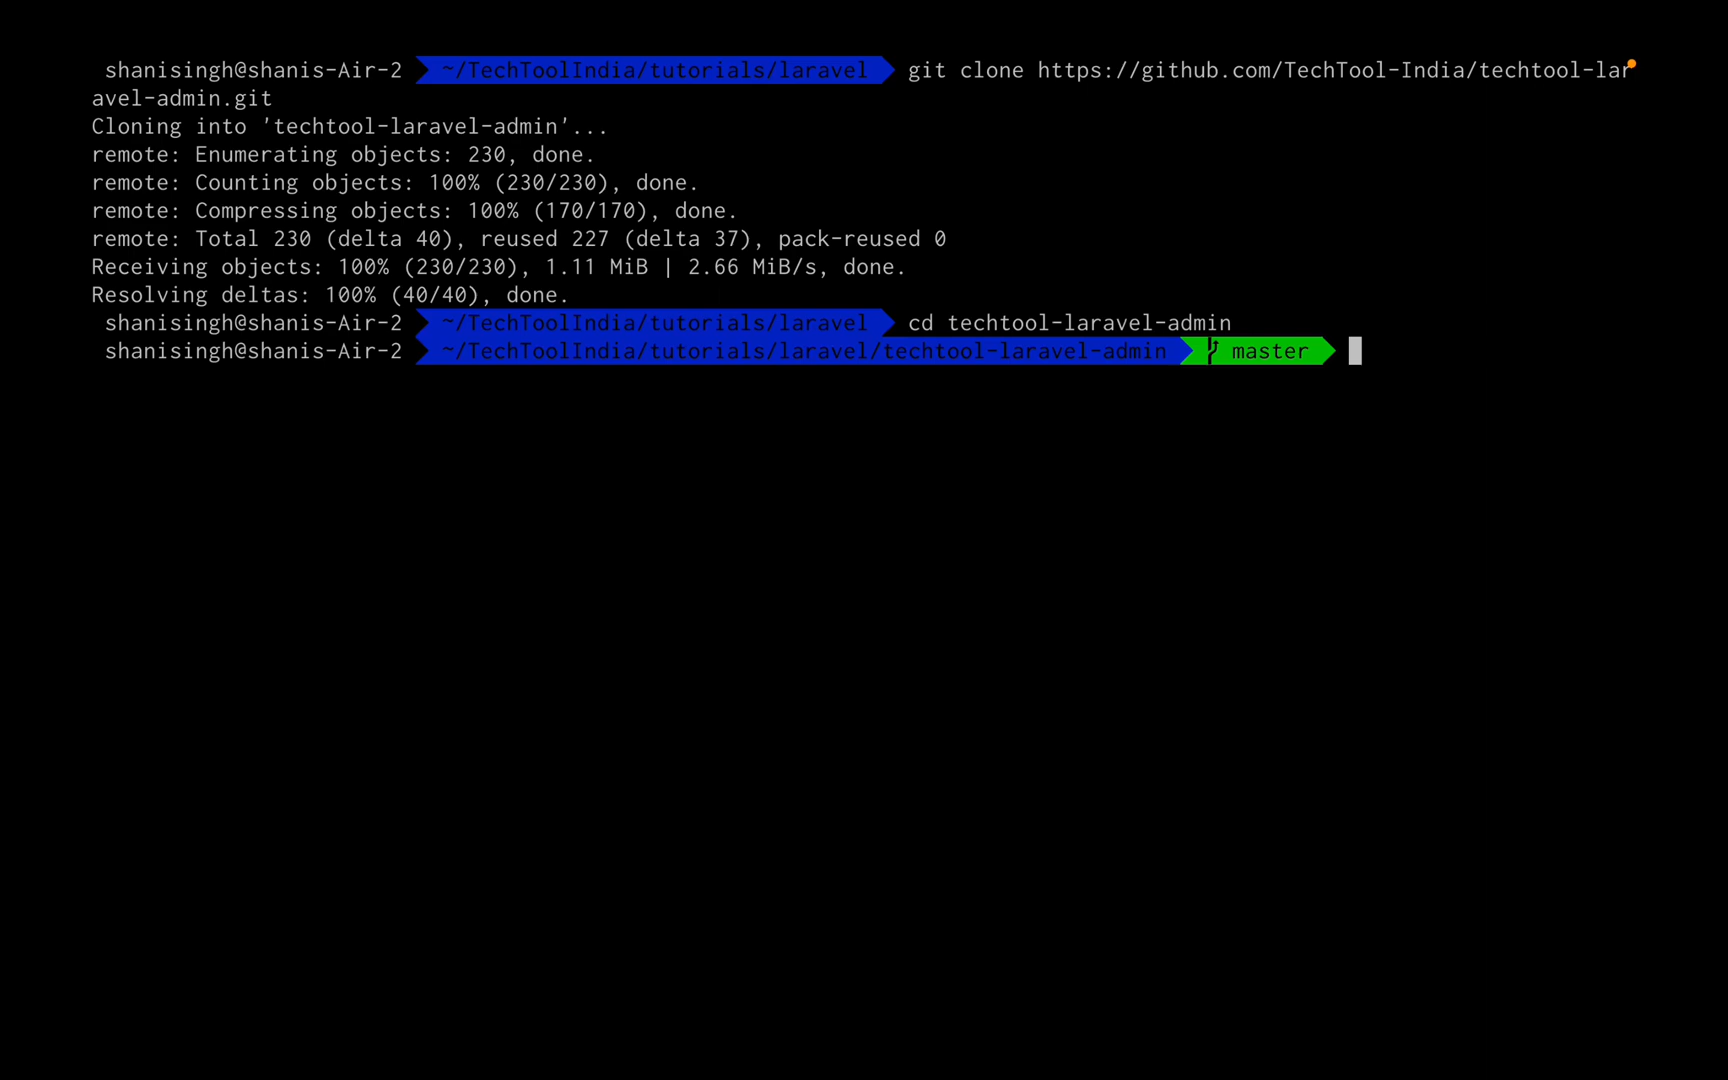 shanisingh@shanis-Air-2 ~/TechToolIndia/tutorials/laravel git clone https://github.com/TechTool-India/techtool-lar
avel-admin.git
Cloning into 'techtool-laravel-admin'...
remote: Enumerating objects: 230, done.
remote: Counting objects: 100% (230/230), done.
remote: Compressing objects: 100% (170/170), done.
remote: Total 230 (delta 40), reused 227 (delta 37), pack-reused 0
Receiving objects: 100% (230/230), 1.11 MiB | 2.66 MiB/s, done.
Resolving deltas: 100% (40/40), done.
shanisingh@shanis-Air-2 ~/TechToolIndia/tutorials/laravel cd techtool-laravel-admin
shanisingh@shanis-Air-2 ~/TechToolIndia/tutorials/laravel/techtool-laravel-admin master